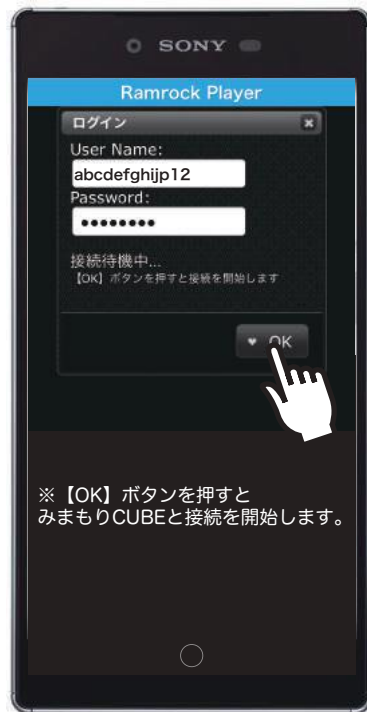 SONY
Ramrock Player
ログイン
User Name:
abcdefghijp12
Password:
••••••••
接続待機中...
【OK】ボタンを押すと接続を開始します
OK
※【OK】ボタンを押すと
みまもりCUBEと接続を開始します。